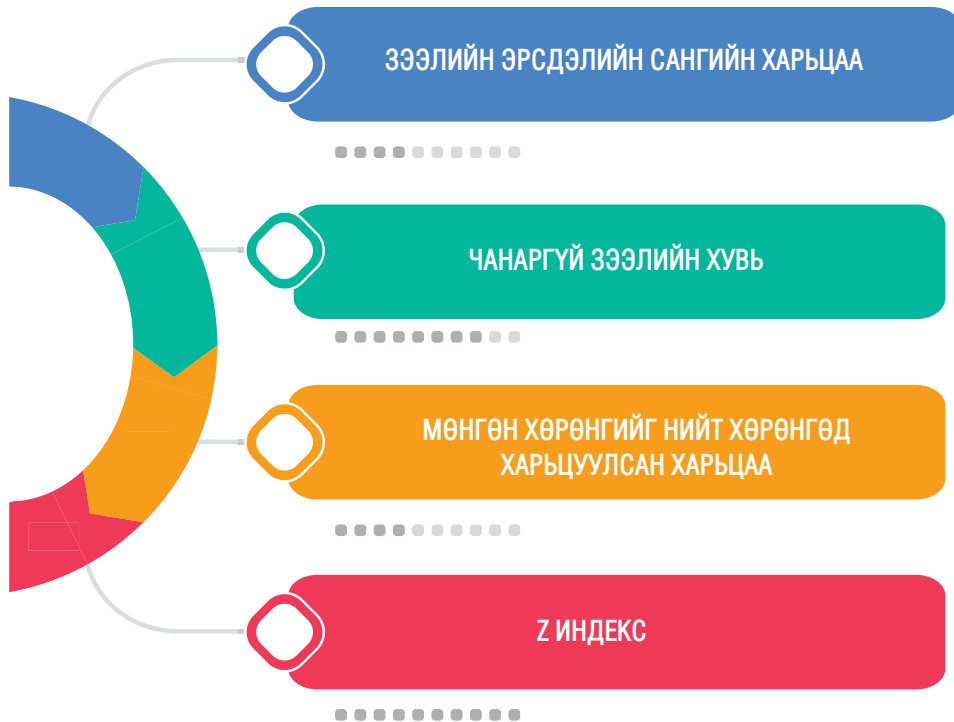 ЗЭЭЛИЙН ЭРСДЭЛИЙН САНГИЙН ХАРЬЦАА
ЧАНАРГҮЙ ЗЭЭЛИЙН ХУВЬ
МӨНГӨН ХӨРӨНГИЙГ НИЙТ ХӨРӨНГӨД
ХАРЬЦУУЛСАН ХАРЬЦАА
Z ИНДЕКС